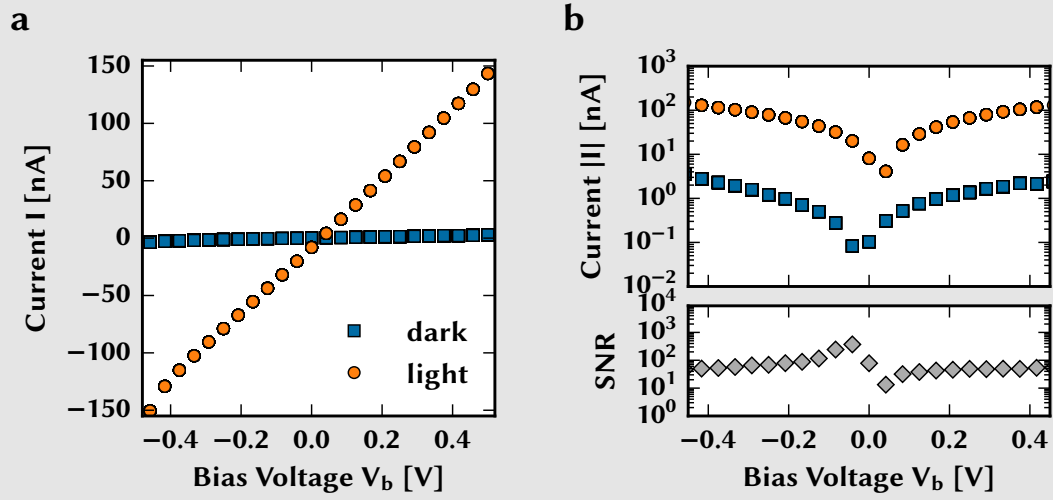 a
150
100
50
0
−50
−100
−150
−0.4 −0.2 0.0 0.2 0.4
Current I [nA]
Bias Voltage V_b [V]
dark
light
b
10^3
10^2
10^1
10^0
10^−1
10^−2
Current |I| [nA]
10^4
10^3
10^2
10^1
10^0
SNR
−0.4 −0.2 0.0 0.2 0.4
Bias Voltage V_b [V]